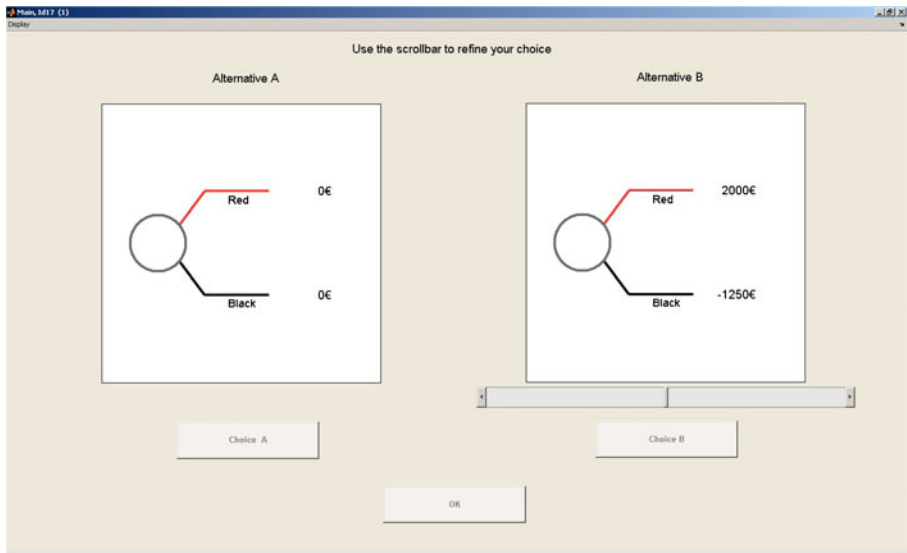 Main, Id17 (1)
Display
Use the scrollbar to refine your choice
Alternative A
Alternative B
Red 0€
Black 0€
Red 2000€
Black -1250€
Choice A
Choice B
OK